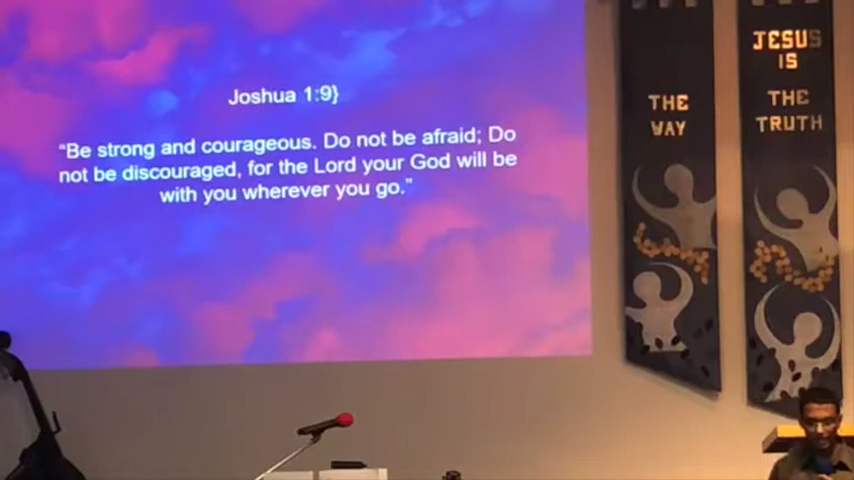 Joshua 1:9}
“Be strong and courageous. Do not be afraid; Do
not be discouraged, for the Lord your God will be
with you wherever you go.”
THE
WAY
JESUS
IS
THE
TRUTH